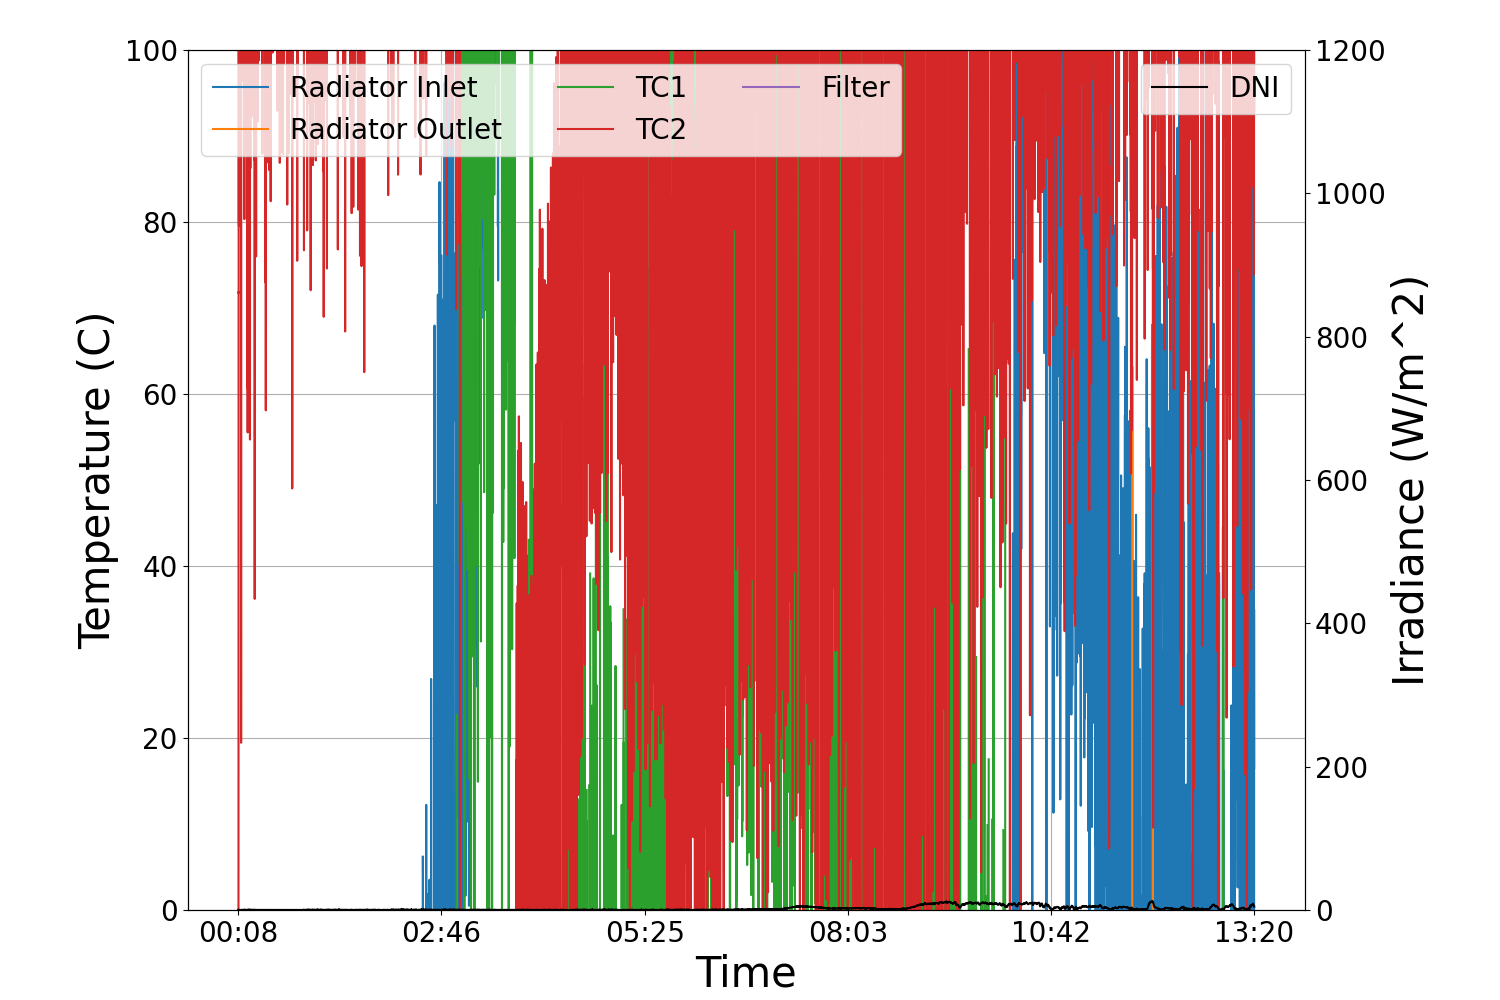 100
80
60
40
20
0
1200
1000
800
600
400
200
0
Radiator Inlet
Radiator Outlet
TC1
TC2
Filter
DNI
Temperature (C)
Irradiance (W/m^2)
00:08 02:46 05:25 08:03 10:42 13:20
Time